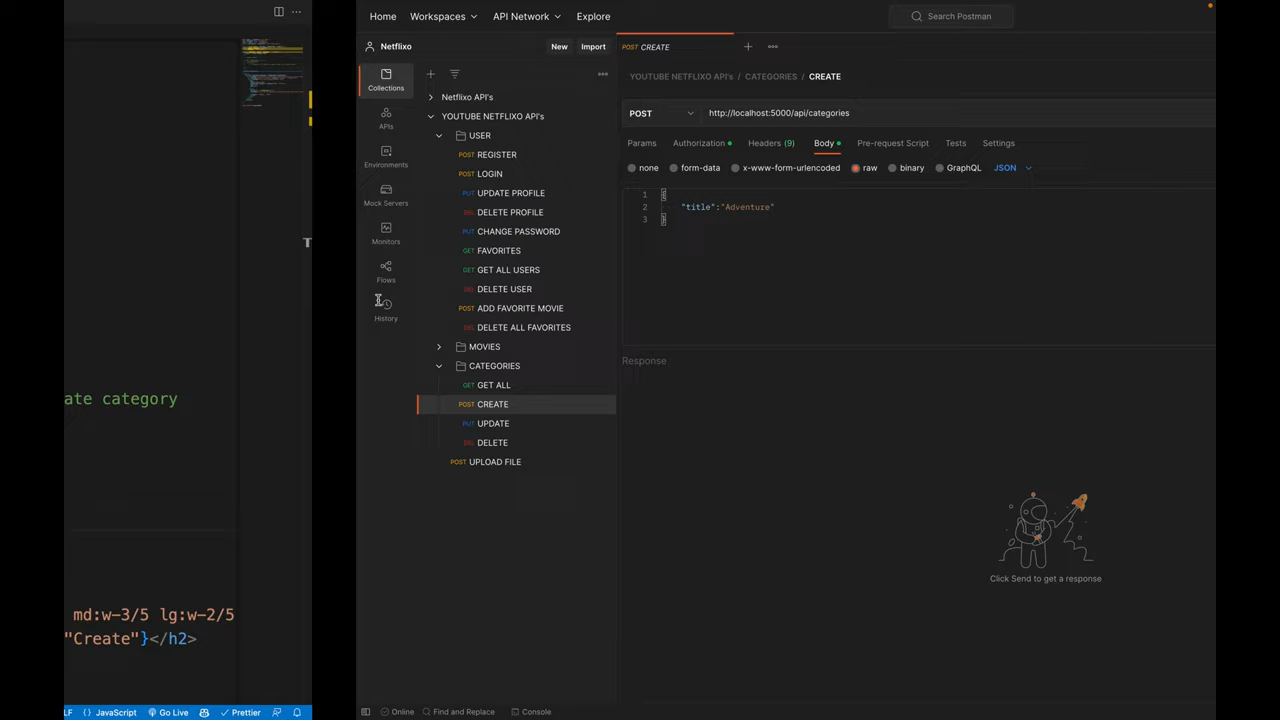 ate category
md:w-3/5 lg:w-2/5
"Create"}</h2>
LF { } JavaScript Go Live Prettier
Home Workspaces API Network Explore Search Postman
Netflixo New Import
Collections
APIs
Environments
Mock Servers
Monitors
Flows
History
Netflixo API's
YOUTUBE NETFLIXO API's
USER
POST REGISTER
POST LOGIN
PUT UPDATE PROFILE
DEL DELETE PROFILE
PUT CHANGE PASSWORD
GET FAVORITES
GET GET ALL USERS
DEL DELETE USER
POST ADD FAVORITE MOVIE
DEL DELETE ALL FAVORITES
MOVIES
CATEGORIES
GET GET ALL
POST CREATE
PUT UPDATE
DEL DELETE
POST UPLOAD FILE
POST CREATE
YOUTUBE NETFLIXO API's / CATEGORIES / CREATE
POST http://localhost:5000/api/categories
Params Authorization Headers (9) Body Pre-request Script Tests Settings
none form-data x-www-form-urlencoded raw binary GraphQL JSON
1 {
2 "title":"Adventure"
3 }
Response
Click Send to get a response
Online Find and Replace Console